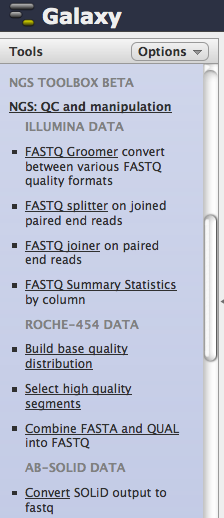 Galaxy
Tools
Options
NGS TOOLBOX BETA
NGS: QC and manipulation
ILLUMINA DATA
FASTQ Groomer convert
between various FASTQ
quality formats
FASTQ splitter on joined
paired end reads
FASTQ joiner on paired
end reads
FASTQ Summary Statistics
by column
ROCHE-454 DATA
Build base quality
distribution
Select high quality
segments
Combine FASTA and QUAL
into FASTQ
AB-SOLID DATA
Convert SOLiD output to
fastq